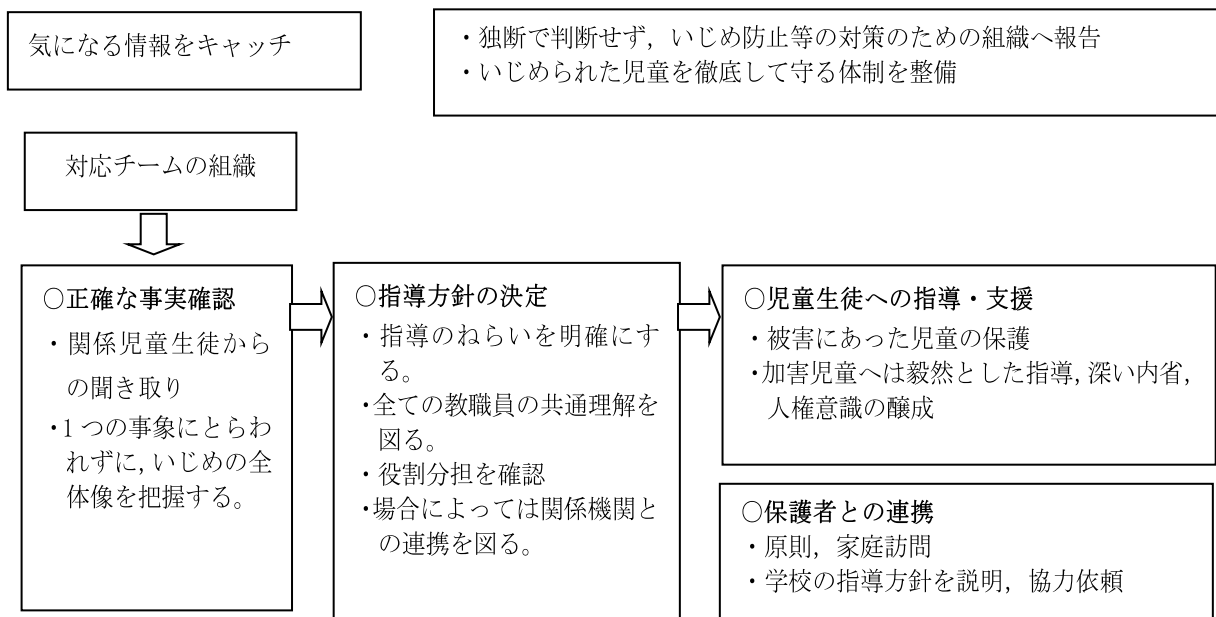 気になる情報をキャッチ
・独断で判断せず，いじめ防止等の対策のための組織へ報告
・いじめられた児童を徹底して守る体制を整備
対応チームの組織
○正確な事実確認
・関係児童生徒から
の聞き取り
・1つの事象にとらわ
れずに，いじめの全
体像を把握する。
○指導方針の決定
・指導のねらいを明確にす
る。
・全ての教職員の共通理解を
図る。
・役割分担を確認
・場合によっては関係機関と
の連携を図る。
○児童生徒への指導・支援
・被害にあった児童の保護
・加害児童へは毅然とした指導，深い内省，
人権意識の醸成
○保護者との連携
・原則，家庭訪問
・学校の指導方針を説明，協力依頼